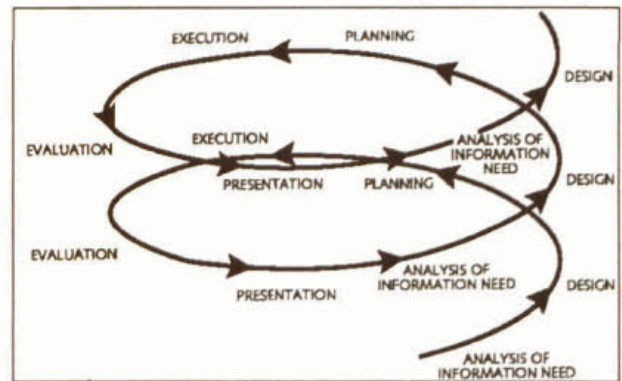 EXECUTION PLANNING
DESIGN
EVALUATION
EXECUTION
ANALYSIS OF
INFORMATION
NEED
PRESENTATION PLANNING
DESIGN
EVALUATION
ANALYSIS OF
INFORMATION NEED
PRESENTATION
DESIGN
ANALYSIS OF
INFORMATION NEED